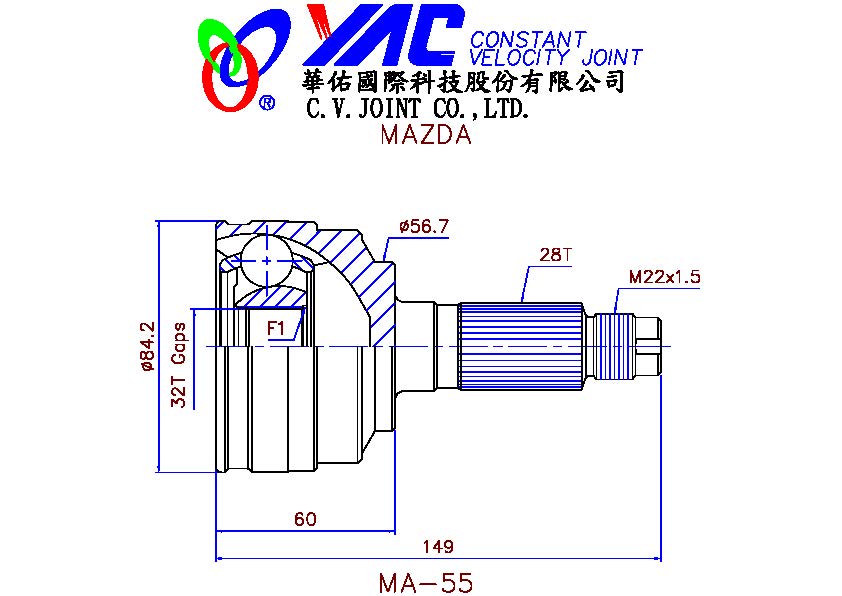 YAC CONSTANT
VELOCITY JOINT
®
華佑國際科技股份有限公司
C.V.JOINT CO.,LTD.
MAZDA
ø56.7
28T
M22x1.5
F1
ø84.2
32T Gaps
60
149
MA-55